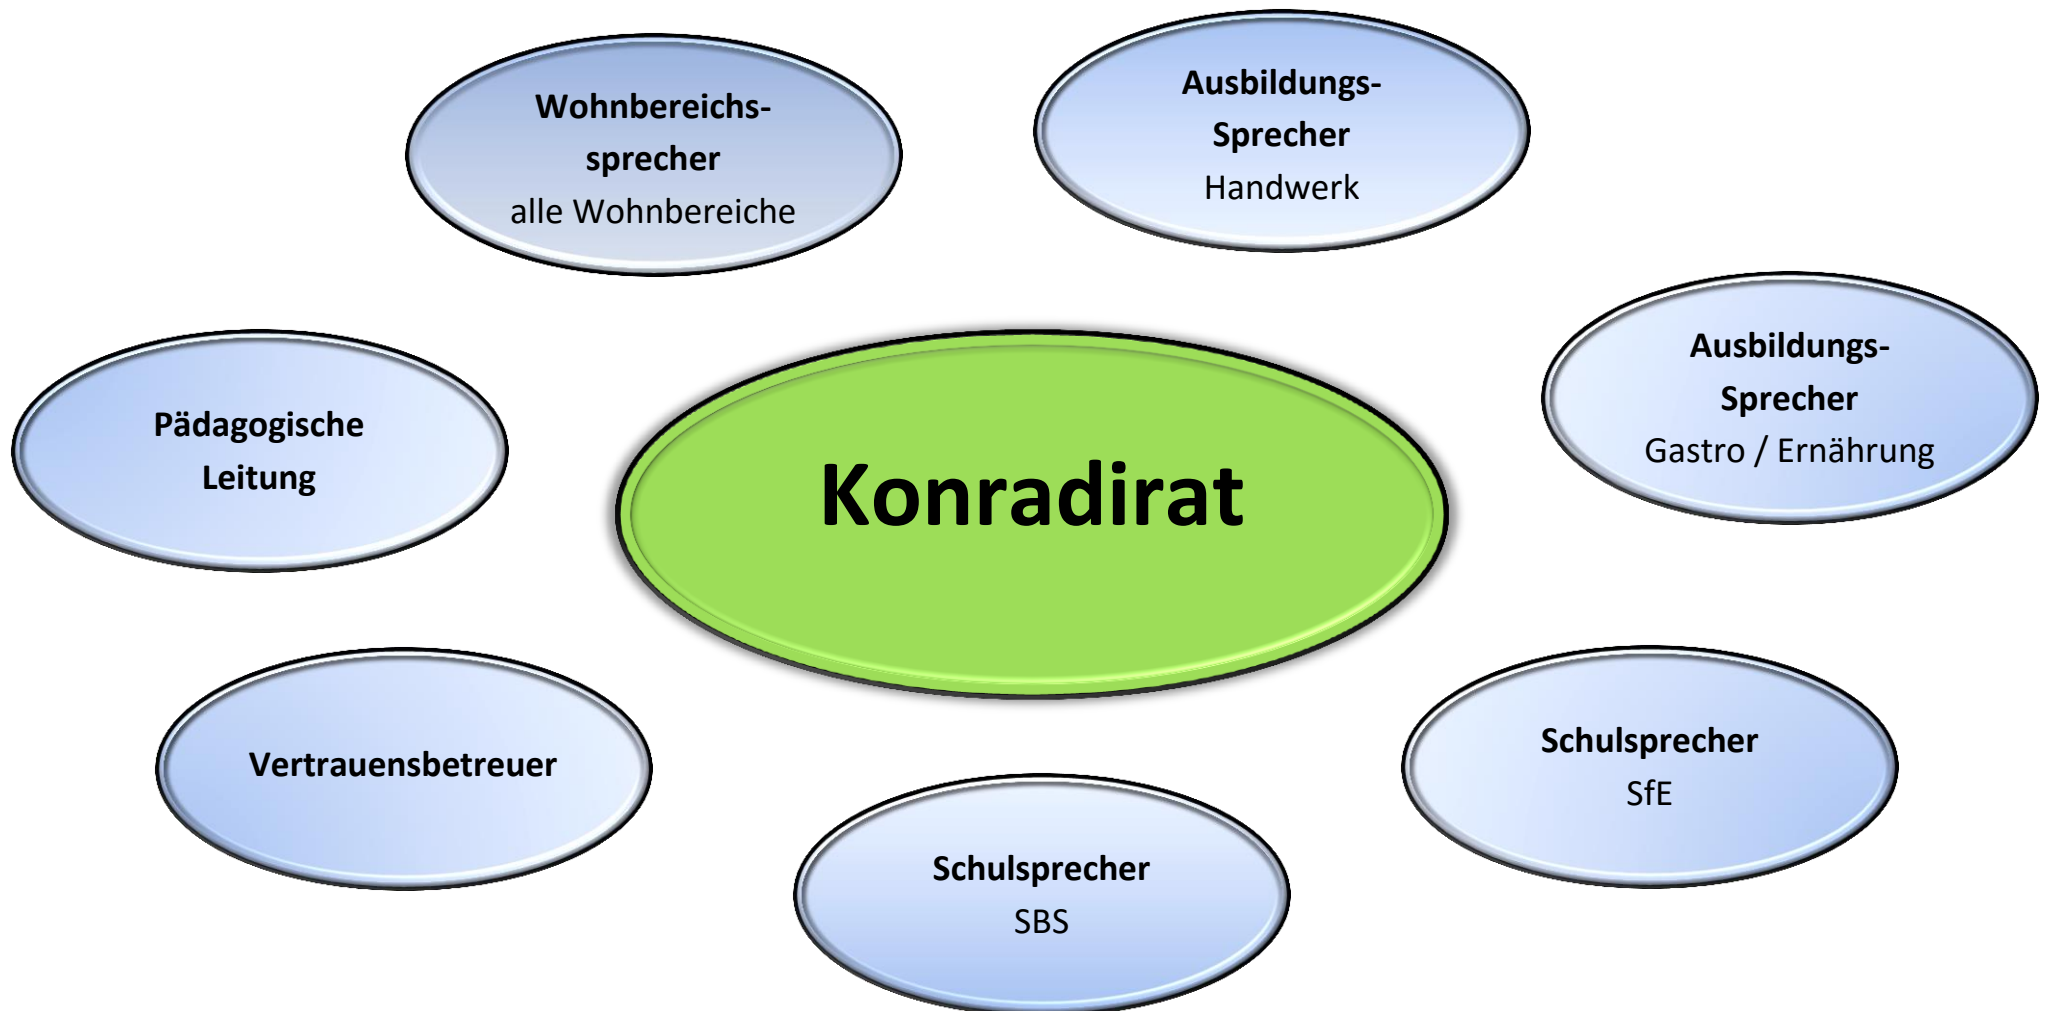 Wohnbereichs-
sprecher
alle Wohnbereiche
Ausbildungs-
Sprecher
Handwerk
Ausbildungs-
Sprecher
Gastro / Ernährung
Pädagogische
Leitung
Konradirat
Vertrauensbetreuer
Schulsprecher
SfE
Schulsprecher
SBS